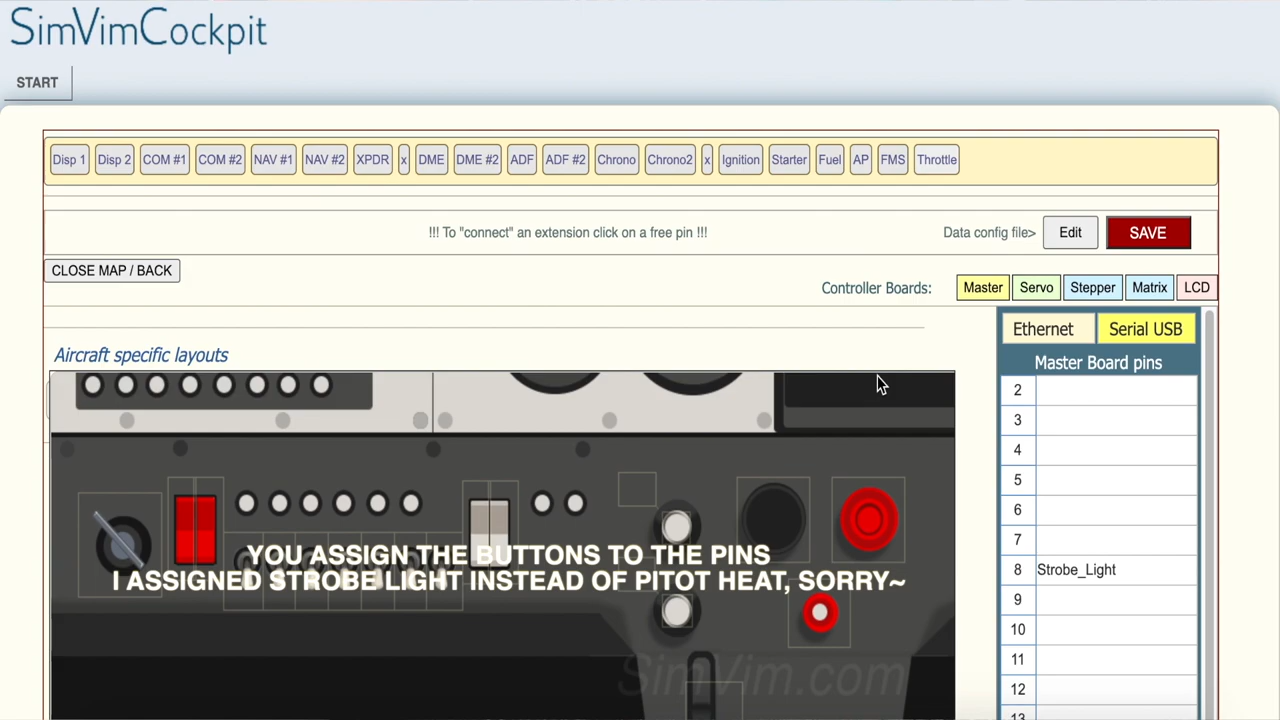 SimVimCockpit
START
Disp 1 Disp 2 COM #1 COM #2 NAV #1 NAV #2 XPDR x DME DME #2 ADF ADF #2 Chrono Chrono2 x Ignition Starter Fuel AP FMS Throttle
!!! To "connect" an extension click on a free pin !!! Data config file> Edit SAVE
CLOSE MAP / BACK
Controller Boards: Master Servo Stepper Matrix LCD
Ethernet Serial USB
Aircraft specific layouts
Master Board pins
2
3
4
5
6
7
8 Strobe_Light
9
10
11
12
13
YOU ASSIGN THE BUTTONS TO THE PINS
I ASSIGNED STROBE LIGHT INSTEAD OF PITOT HEAT, SORRY~
SimVim.com